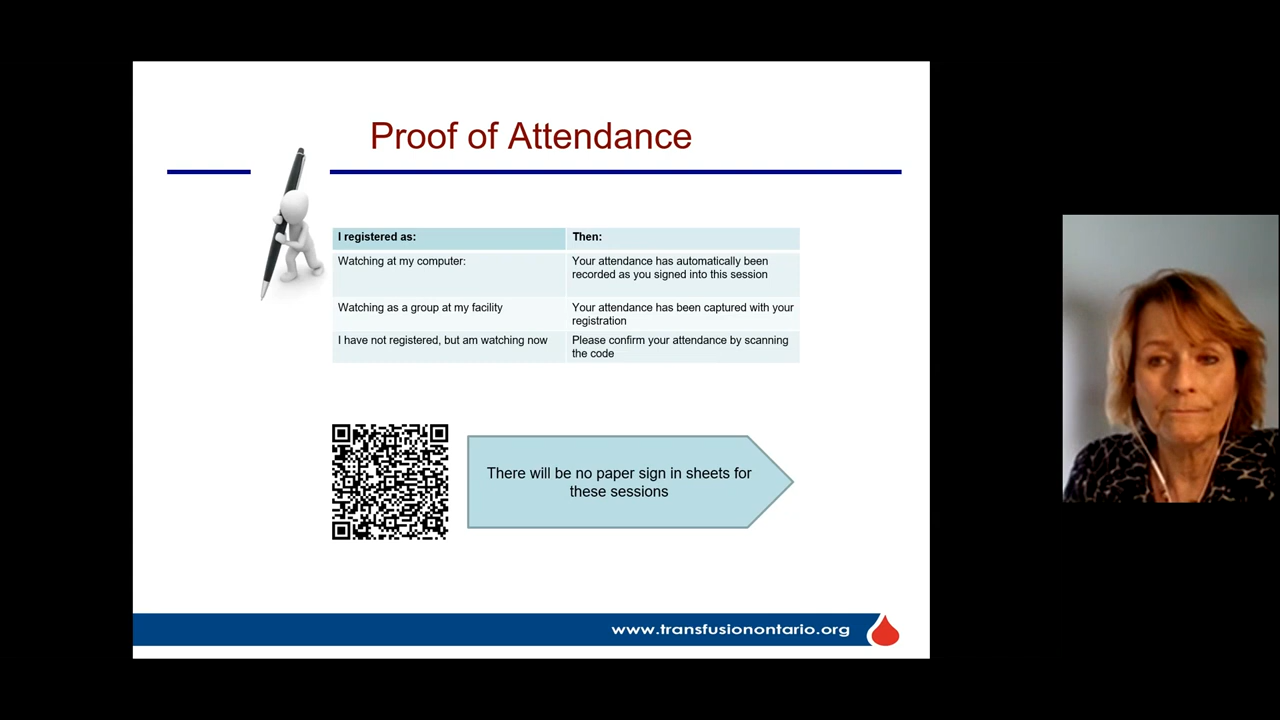 Proof of Attendance
I registered as:
Then:
Watching at my computer:
Your attendance has automatically been
recorded as you signed into this session
Watching as a group at my facility
Your attendance has been captured with your
registration
I have not registered, but am watching now
Please confirm your attendance by scanning
the code
There will be no paper sign in sheets for
these sessions
www.transfusionontario.org